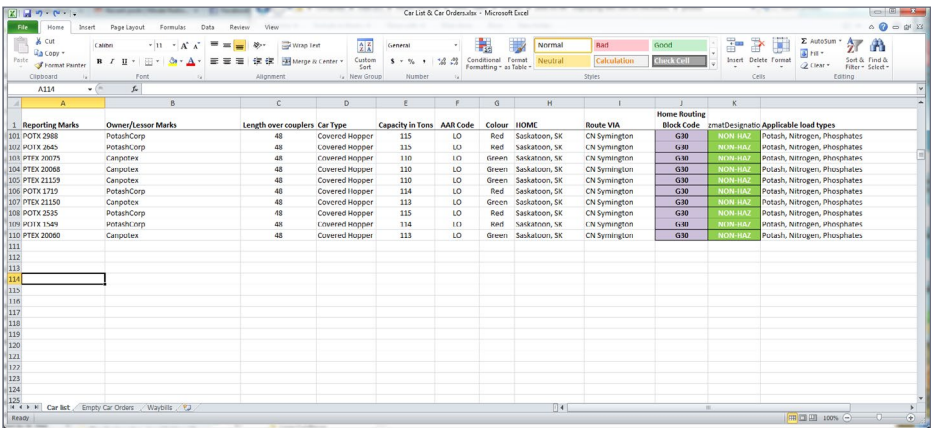 Car List & Car Orders.xlsx - Microsoft Excel
File Home Insert Page Layout Formulas Data Review View
Cut
Copy
Format Painter
Paste
Clipboard
Calibri 11
B I U
Font
Wrap Text
Merge & Center
Alignment
Custom Sort
New Group
General
$ % ,
Number
Conditional Formatting
Format as Table
Normal Bad Good
Neutral Calculation Check Cell
Styles
Insert Delete Format
Cells
AutoSum
Fill
Clear
Sort & Filter
Find & Select
Editing
A114 fx
A B C D E F G H I J K
1 Reporting Marks Owner/Lessor Marks Length over couplers Car Type Capacity in Tons AAR Code Colour HOME Route VIA Home Routing Block Code zmatDesignatio Applicable load types
101 POTX 2988 PotashCorp 48 Covered Hopper 115 LO Red Saskatoon, SK CN Symington G30 NON-HAZ Potash, Nitrogen, Phosphates
102 POTX 2645 PotashCorp 48 Covered Hopper 115 LO Red Saskatoon, SK CN Symington G30 NON-HAZ Potash, Nitrogen, Phosphates
103 PTEX 20075 Canpotex 48 Covered Hopper 110 LO Green Saskatoon, SK CN Symington G30 NON-HAZ Potash, Nitrogen, Phosphates
104 PTEX 20068 Canpotex 48 Covered Hopper 110 LO Green Saskatoon, SK CN Symington G30 NON-HAZ Potash, Nitrogen, Phosphates
105 PTEX 21159 Canpotex 48 Covered Hopper 110 LO Green Saskatoon, SK CN Symington G30 NON-HAZ Potash, Nitrogen, Phosphates
106 POTX 1719 PotashCorp 48 Covered Hopper 114 LO Red Saskatoon, SK CN Symington G30 NON-HAZ Potash, Nitrogen, Phosphates
107 PTEX 21150 Canpotex 48 Covered Hopper 113 LO Green Saskatoon, SK CN Symington G30 NON-HAZ Potash, Nitrogen, Phosphates
108 POTX 2535 PotashCorp 48 Covered Hopper 115 LO Red Saskatoon, SK CN Symington G30 NON-HAZ Potash, Nitrogen, Phosphates
109 POTX 1549 PotashCorp 48 Covered Hopper 114 LO Red Saskatoon, SK CN Symington G30 NON-HAZ Potash, Nitrogen, Phosphates
110 PTEX 20060 Canpotex 48 Covered Hopper 113 LO Green Saskatoon, SK CN Symington G30 NON-HAZ Potash, Nitrogen, Phosphates
111
112
113
114
115
116
117
118
119
120
121
122
123
124
125
Car list Empty Car Orders Waybills
Ready 100%